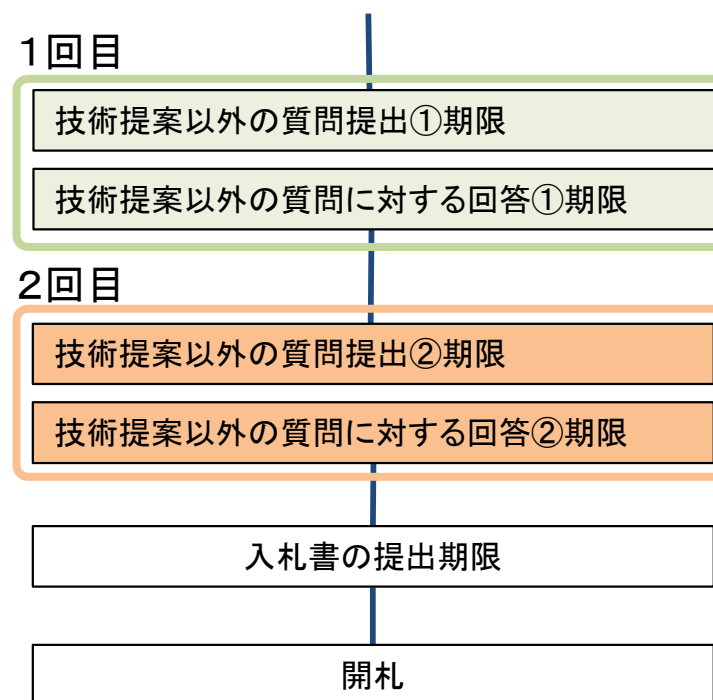 1回目
技術提案以外の質問提出①期限
技術提案以外の質問に対する回答①期限
2回目
技術提案以外の質問提出②期限
技術提案以外の質問に対する回答②期限
入札書の提出期限
開札